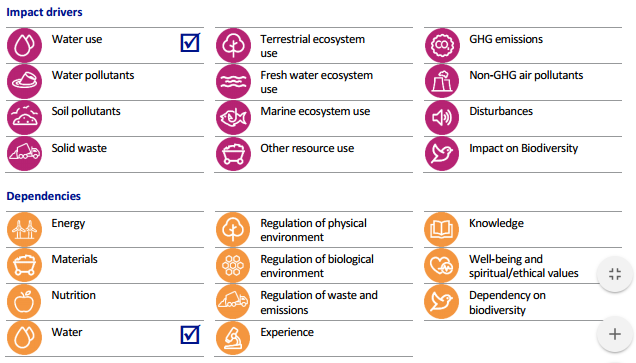 Impact drivers
Water use
Terrestrial ecosystem
use
GHG emissions
CO₂
Water pollutants
Fresh water ecosystem
use
Non-GHG air pollutants
Soil pollutants
Marine ecosystem use
Disturbances
Solid waste
Other resource use
Impact on Biodiversity
Dependencies
Energy
Regulation of physical
environment
Knowledge
Materials
Regulation of biological
environment
Well-being and
spiritual/ethical values
Nutrition
Regulation of waste and
emissions
Dependency on
biodiversity
Water
Experience